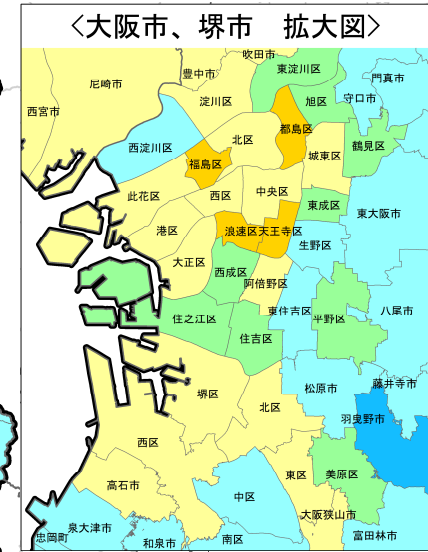 <大阪市、堺市　拡大図>
吹田市
豊中市
東淀川区
尼崎市
門真市
西宮市
淀川区
旭区
守口市
都島区
北区
西淀川区
城東区
鶴見区
福島区
此花区
西区
中央区
東成区
東大阪市
港区
浪速区
天王寺区
生野区
大正区
西成区
阿倍野区
住之江区
東住吉区
平野区
八尾市
住吉区
松原市
藤井寺市
堺区
北区
羽曳野市
西区
東区
美原区
高石市
中区
大阪狭山市
泉大津市
忠岡町
和泉市
南区
富田林市